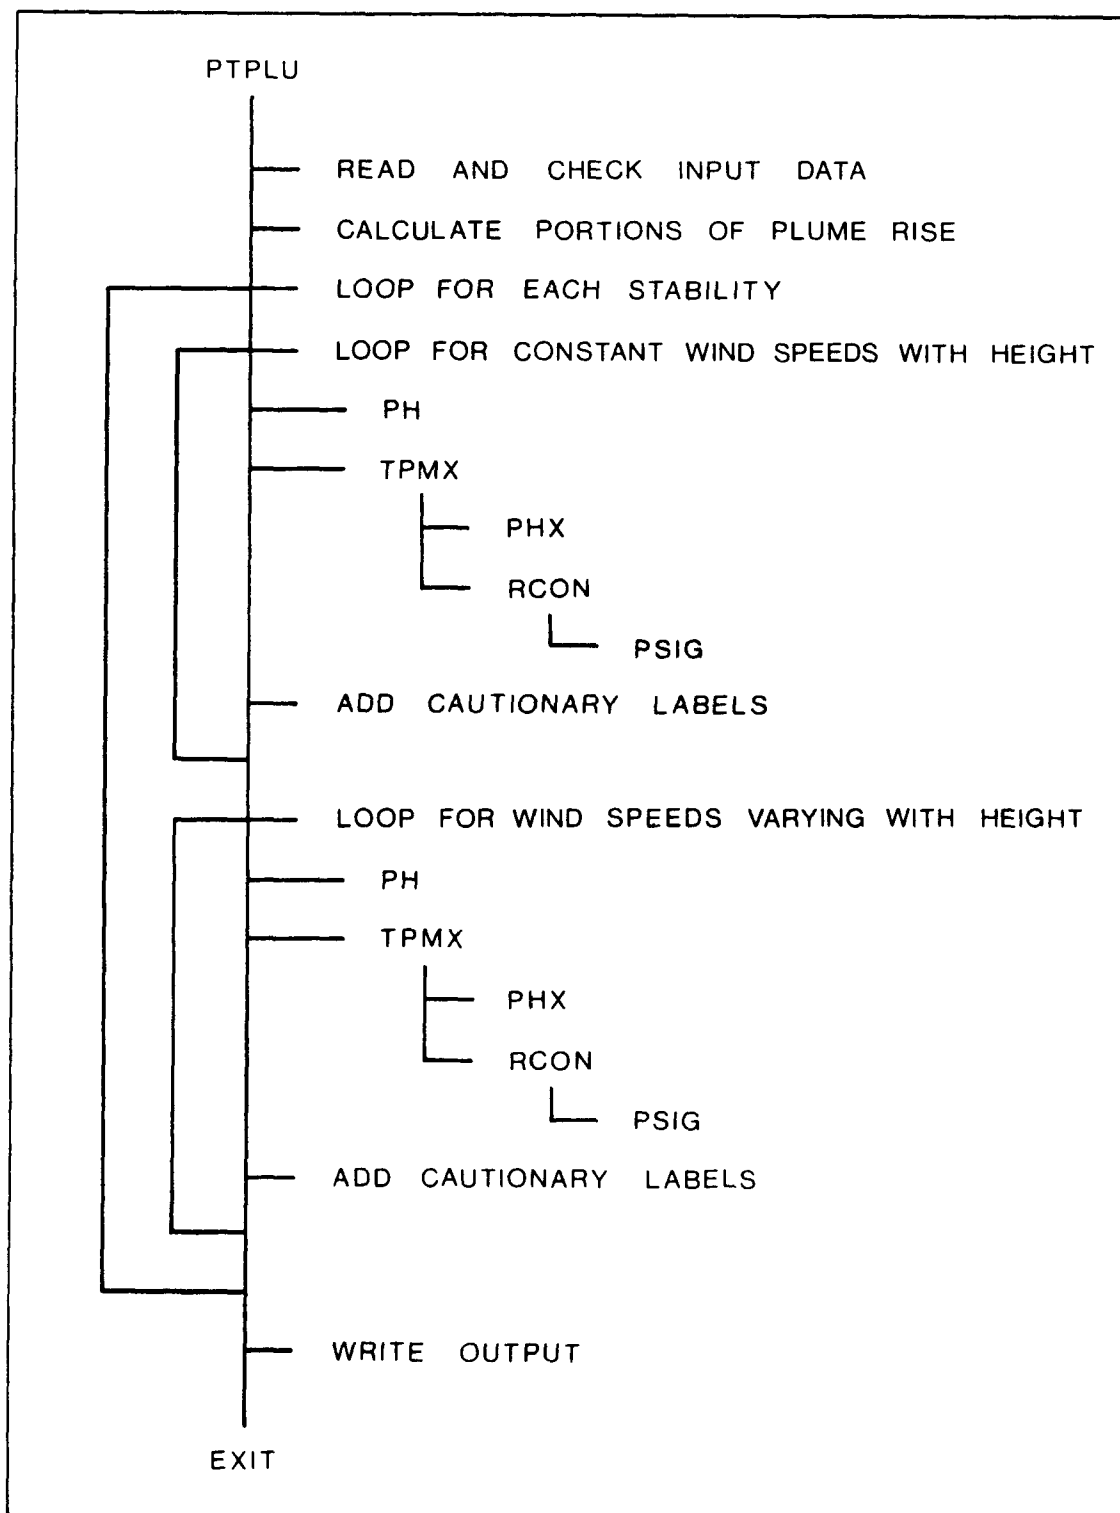 PTPLU
READ AND CHECK INPUT DATA
CALCULATE PORTIONS OF PLUME RISE
LOOP FOR EACH STABILITY
LOOP FOR CONSTANT WIND SPEEDS WITH HEIGHT
PH
TPMX
PHX
RCON
PSIG
ADD CAUTIONARY LABELS
LOOP FOR WIND SPEEDS VARYING WITH HEIGHT
PH
TPMX
PHX
RCON
PSIG
ADD CAUTIONARY LABELS
WRITE OUTPUT
EXIT